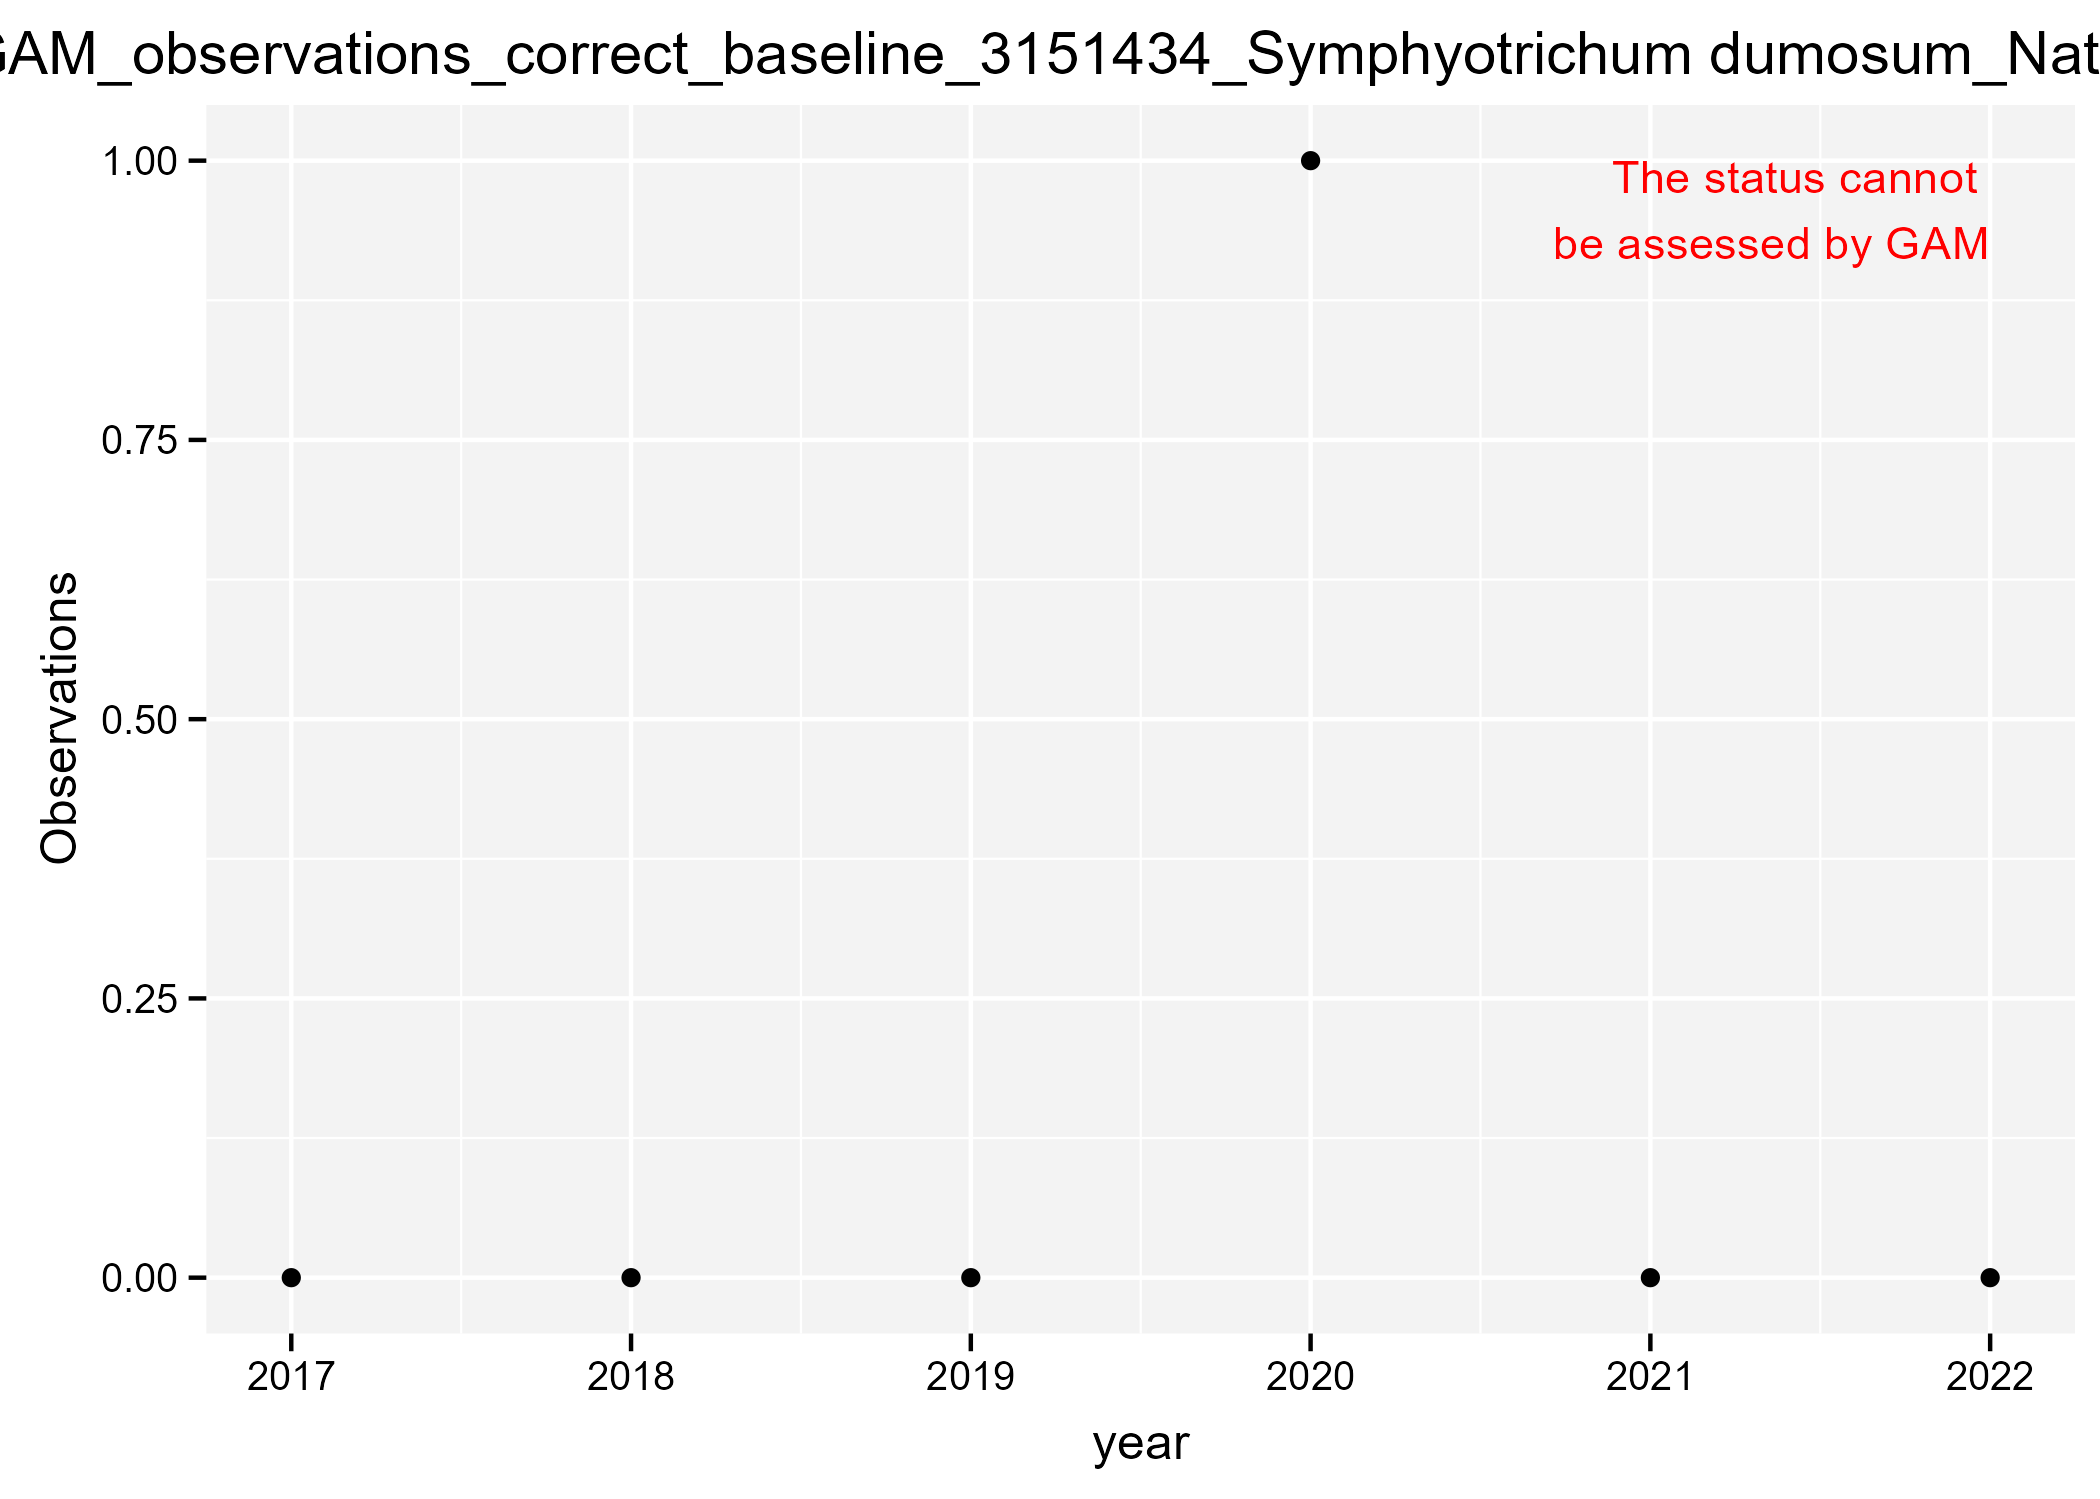 GAM_observations_correct_baseline_3151434_Symphyotrichum dumosum_Nat
1.00
The status cannot
be assessed by GAM
0.75
0.50
0.25
0.00
Observations
2017 2018 2019 2020 2021 2022
year